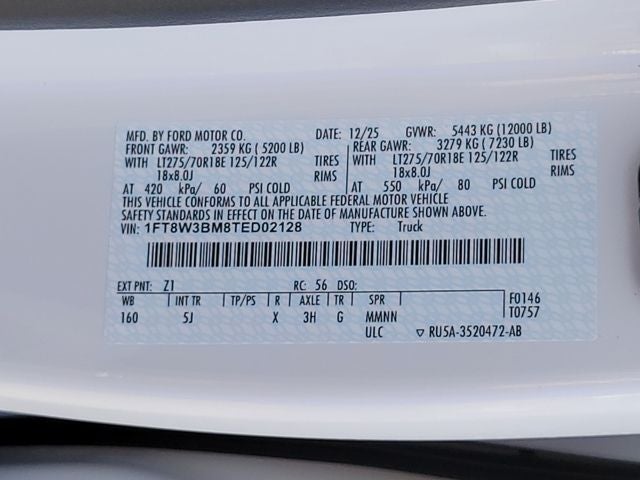 MFD. BY FORD MOTOR CO. DATE: 12/25 GVWR: 5443 KG (12000 LB)
FRONT GAWR: 2359 KG (5200 LB) REAR GAWR: 3279 KG (7230 LB)
WITH LT275/70R18E 125/122R TIRES WITH LT275/70R18E 125/122R TIRES
18x8.0J RIMS 18x8.0J RIMS
AT 420 kPa/ 60 PSI COLD AT 550 kPa/ 80 PSI COLD
THIS VEHICLE CONFORMS TO ALL APPLICABLE FEDERAL MOTOR VEHICLE
SAFETY STANDARDS IN EFFECT ON THE DATE OF MANUFACTURE SHOWN ABOVE.
VIN: 1FT8W3BM8TED02128 TYPE: Truck
EXT PNT: Z1 RC: 56 DSO:
WB INT TR TP/PS R AXLE TR SPR F0146
160 5J X 3H G MMNN T0757
ULC ▽ RU5A-3520472-AB